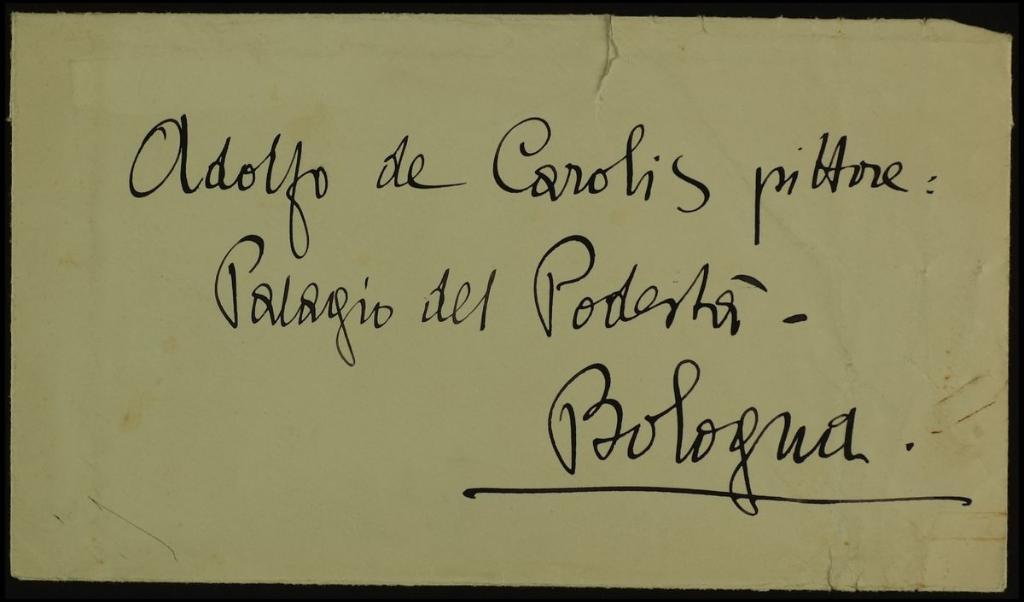 Adolfo de Carolis pittore:
Palagio del Podestà -
Bologna.